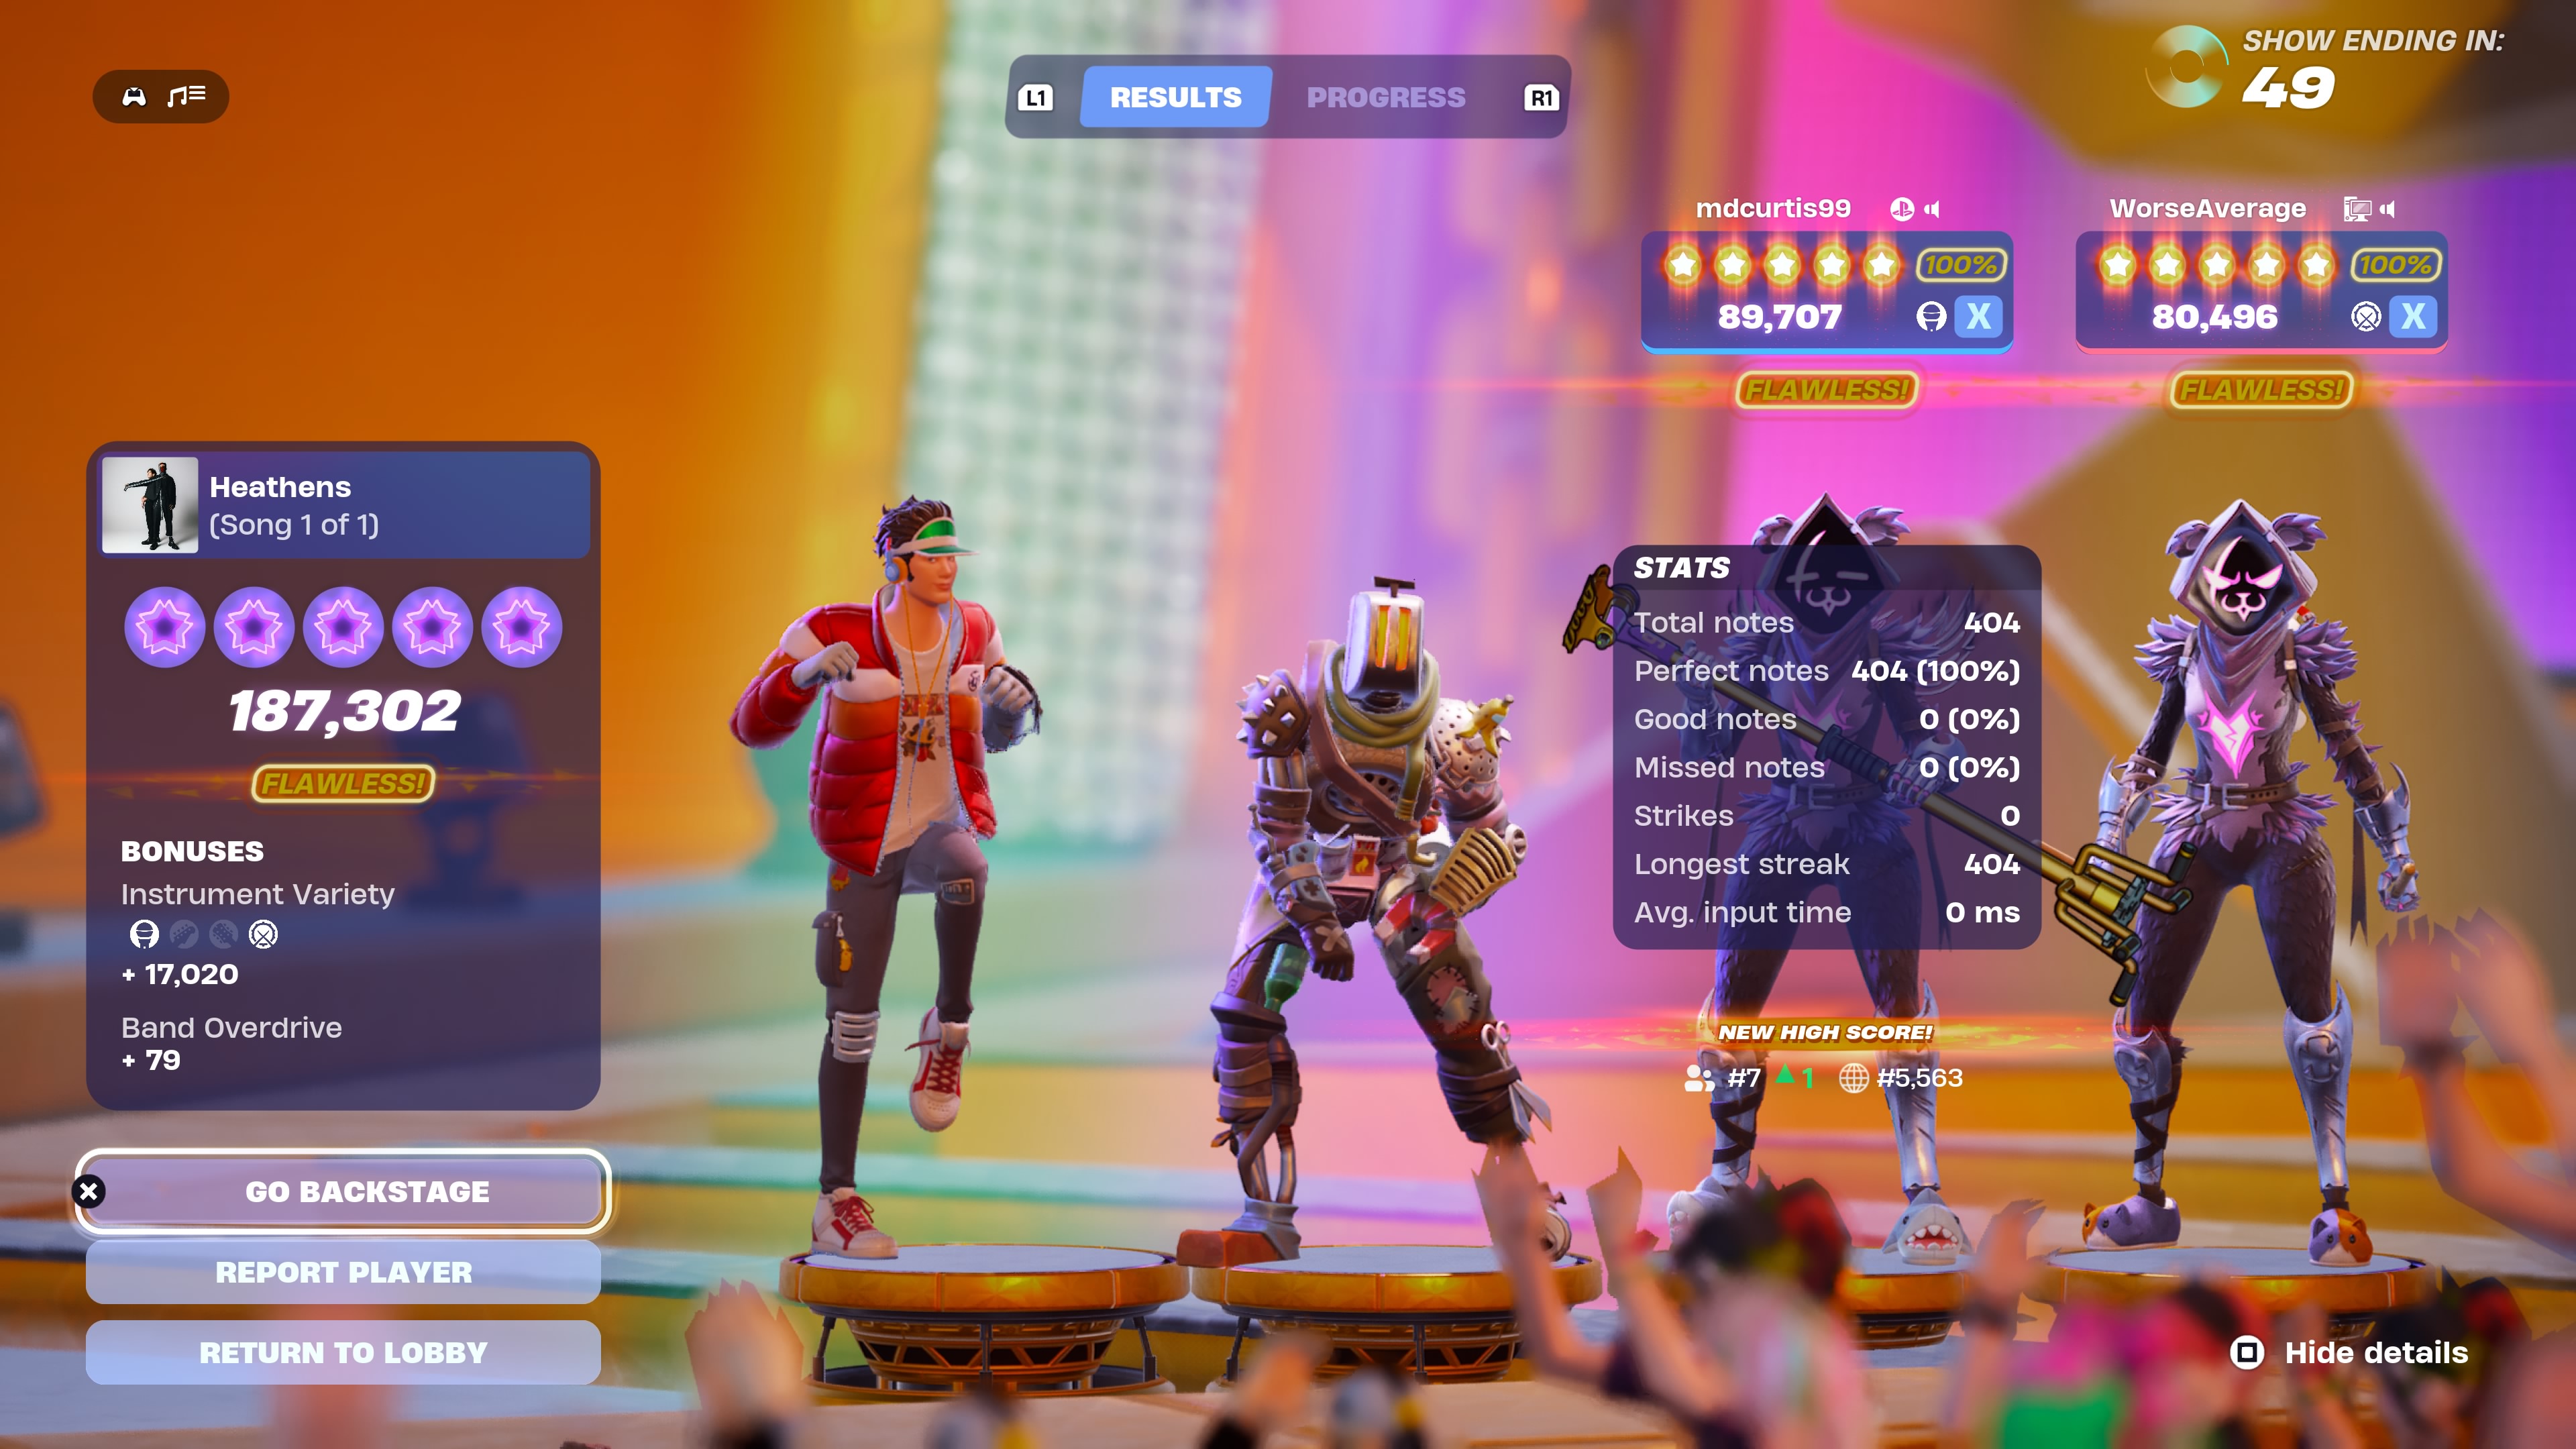 L1 RESULTS PROGRESS R1
SHOW ENDING IN:
49
mdcurtis99
100%
89,707
X
FLAWLESS!
WorseAverage
100%
80,496
X
FLAWLESS!
Heathens
(Song 1 of 1)
187,302
FLAWLESS!
BONUSES
Instrument Variety
+ 17,020
Band Overdrive
+ 79
GO BACKSTAGE
REPORT PLAYER
RETURN TO LOBBY
STATS
Total notes 404
Perfect notes 404 (100%)
Good notes 0 (0%)
Missed notes 0 (0%)
Strikes 0
Longest streak 404
Avg. input time 0 ms
NEW HIGH SCORE!
#7 1 #5,563
Hide details